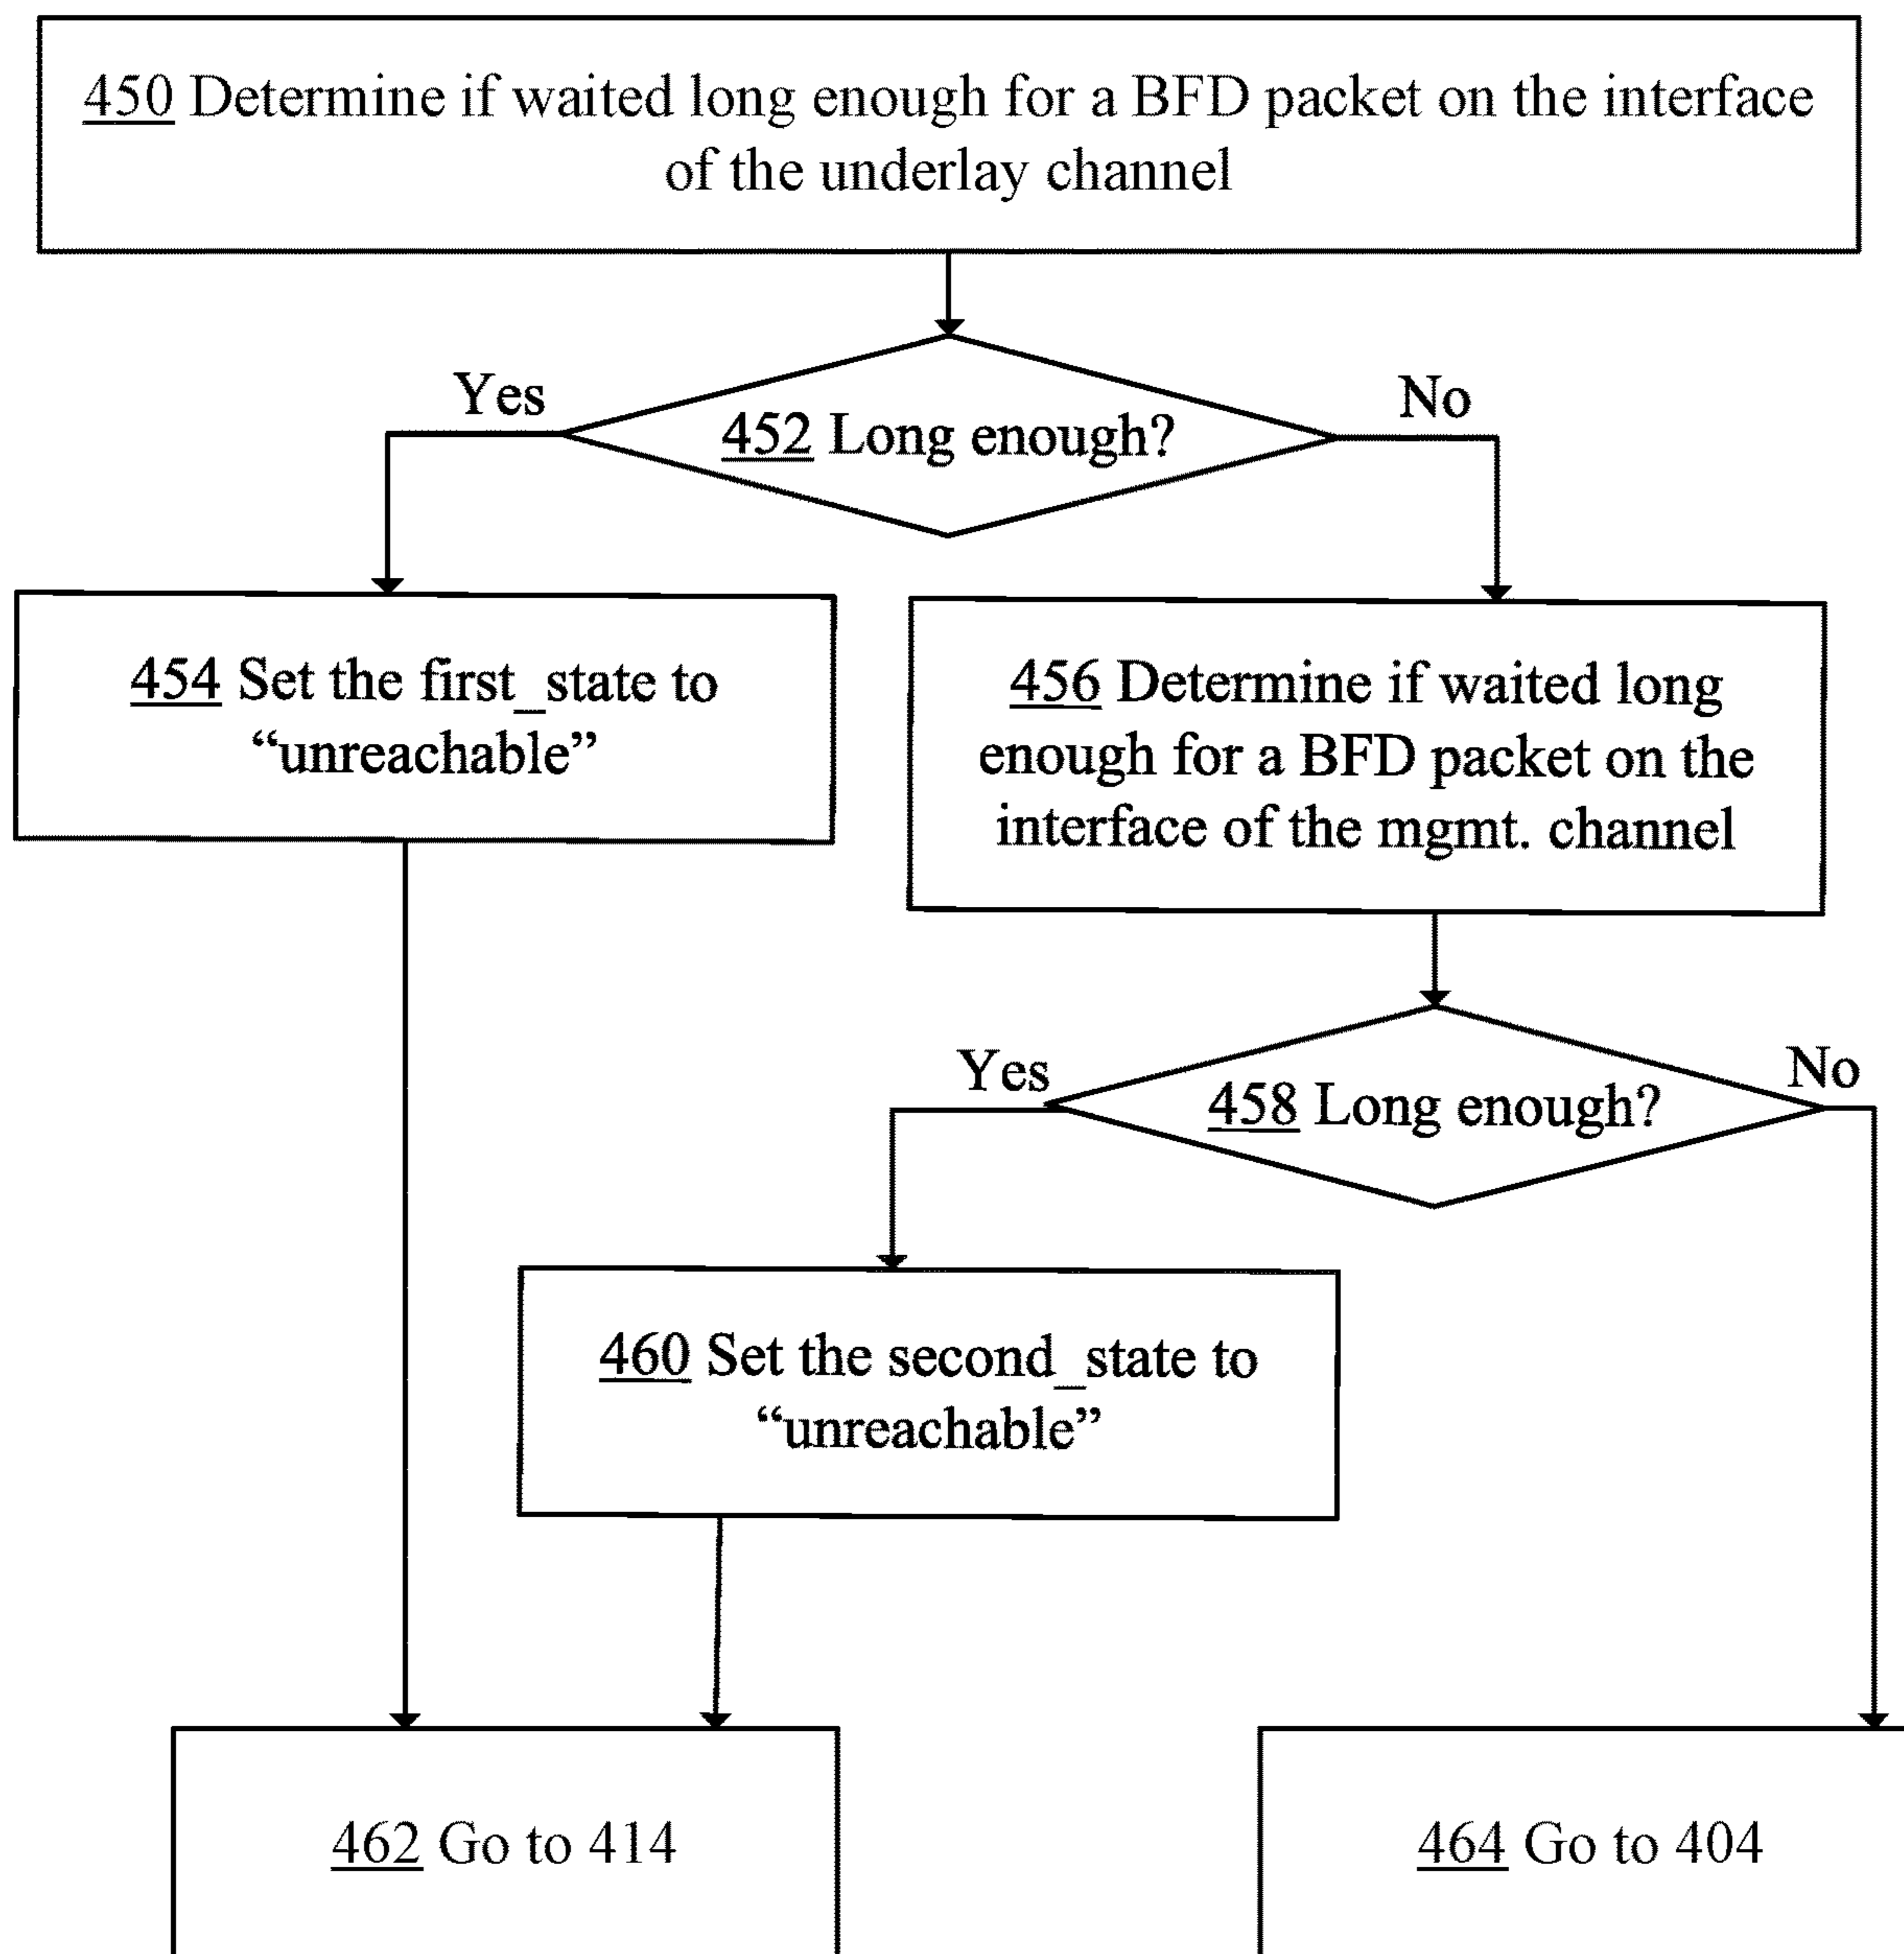 450 Determine if waited long enough for a BFD packet on the interface
of the underlay channel
Yes
No
452 Long enough?
454 Set the first_state to
“unreachable”
456 Determine if waited long
enough for a BFD packet on the
interface of the mgmt. channel
Yes
No
458 Long enough?
460 Set the second_state to
“unreachable”
462 Go to 414
464 Go to 404